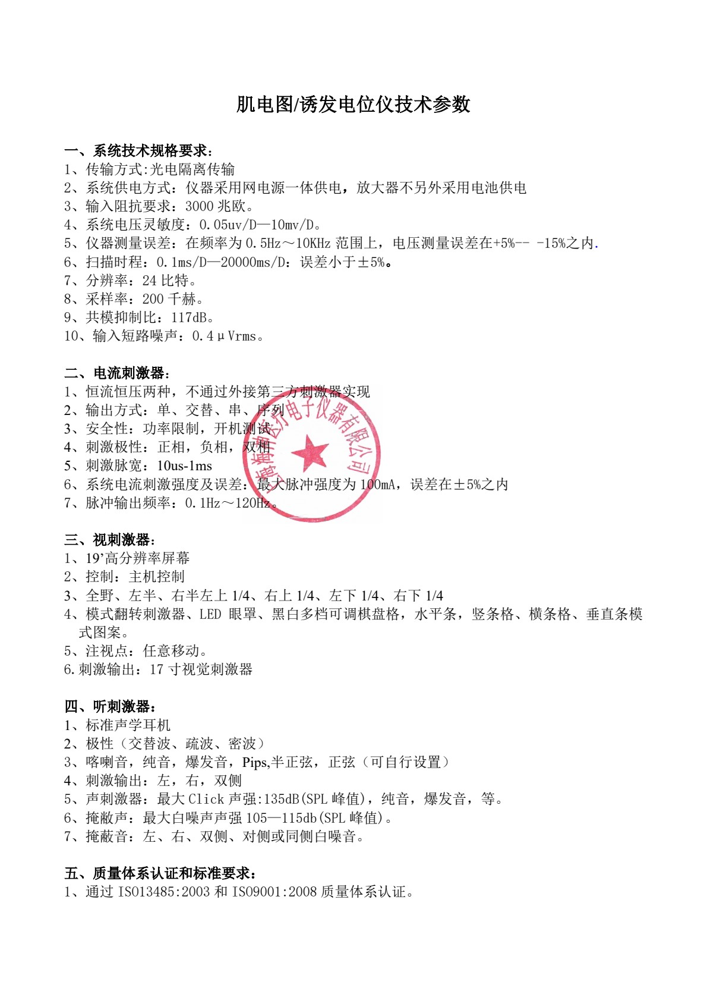 肌电图/诱发电位仪技术参数
一、系统技术规格要求：
1、传输方式:光电隔离传输
2、系统供电方式：仪器采用网电源一体供电，放大器不另外采用电池供电
3、输入阻抗要求：3000 兆欧。
4、系统电压灵敏度：0.05uv/D—10mv/D。
5、仪器测量误差：在频率为 0.5Hz～10KHz 范围上，电压测量误差在+5%-- -15%之内.
6、扫描时程：0.1ms/D—20000ms/D：误差小于±5%。
7、分辨率：24 比特。
8、采样率：200 千赫。
9、共模抑制比：117dB。
10、输入短路噪声：0.4μVrms。
二、电流刺激器：
1、恒流恒压两种，不通过外接第三方刺激器实现
2、输出方式：单、交替、串、序列
3、安全性：功率限制，开机测试
4、刺激极性：正相，负相，双相
5、刺激脉宽：10us-1ms
6、系统电流刺激强度及误差：最大脉冲强度为 100mA，误差在±5%之内
7、脉冲输出频率：0.1Hz～120Hz。
医疗电子仪器有限公司
三、视刺激器：
1、19’高分辨率屏幕
2、控制：主机控制
3、全野、左半、右半左上 1/4、右上 1/4、左下 1/4、右下 1/4
4、模式翻转刺激器、LED 眼罩、黑白多档可调棋盘格，水平条，竖条格、横条格、垂直条模
式图案。
5、注视点：任意移动。
6.刺激输出：17 寸视觉刺激器
四、听刺激器：
1、标准声学耳机
2、极性（交替波、疏波、密波）
3、喀喇音，纯音，爆发音，Pips,半正弦，正弦（可自行设置）
4、刺激输出：左，右，双侧
5、声刺激器：最大 Click 声强:135dB(SPL 峰值)，纯音，爆发音，等。
6、掩敝声：最大白噪声声强 105—115db(SPL 峰值)。
7、掩蔽音：左、右、双侧、对侧或同侧白噪音。
五、质量体系认证和标准要求：
1、通过 ISO13485:2003 和 ISO9001:2008 质量体系认证。